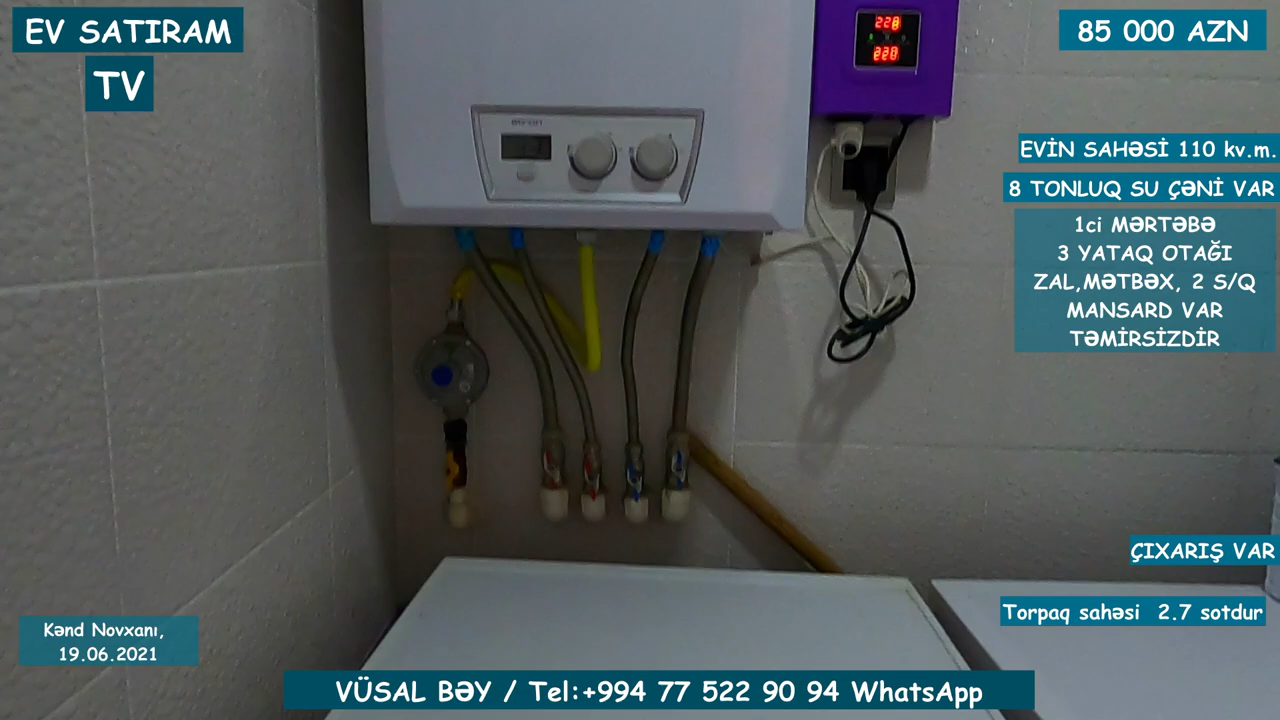 EV SATIRAM
TV
85 000 AZN
228
220
EVİN SAHƏSİ 110 kv.m.
8 TONLUQ SU ÇƏNİ VAR
1ci MƏRTƏBƏ
3 YATAQ OTAĞI
ZAL,MƏTBƏX, 2 S/Q
MANSARD VAR
TƏMİRSİZDİR
ÇIXARIŞ VAR
Torpaq sahəsi 2.7 sotdur
Kənd Novxanı,
19.06.2021
VÜSAL BƏY / Tel:+994 77 522 90 94 WhatsApp